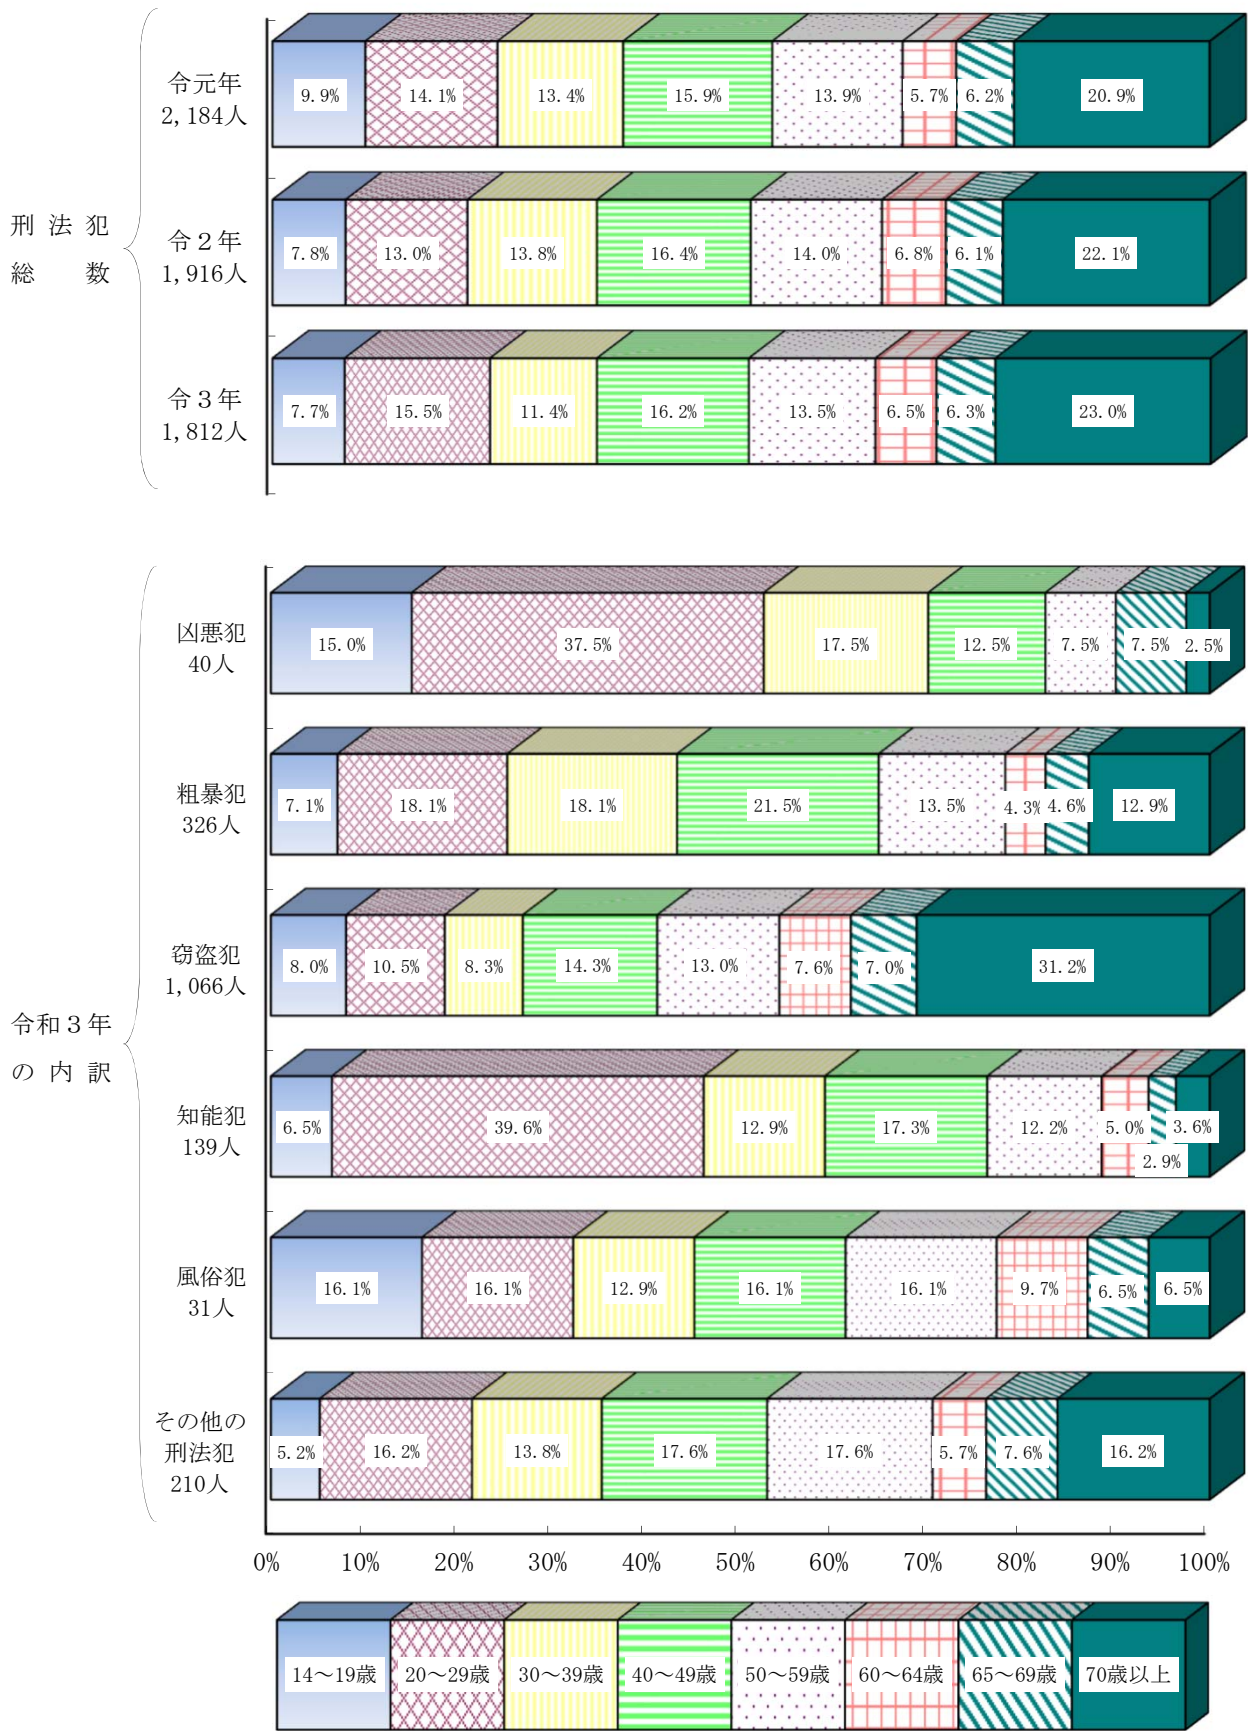 刑法犯
総数
令元年
2,184人
9.9%
14.1%
13.4%
15.9%
13.9%
5.7%
6.2%
20.9%
令２年
1,916人
7.8%
13.0%
13.8%
16.4%
14.0%
6.8%
6.1%
22.1%
令３年
1,812人
7.7%
15.5%
11.4%
16.2%
13.5%
6.5%
6.3%
23.0%
令和３年
の内訳
凶悪犯
40人
15.0%
37.5%
17.5%
12.5%
7.5%
7.5%
2.5%
粗暴犯
326人
7.1%
18.1%
18.1%
21.5%
13.5%
4.3%
4.6%
12.9%
窃盗犯
1,066人
8.0%
10.5%
8.3%
14.3%
13.0%
7.6%
7.0%
31.2%
知能犯
139人
6.5%
39.6%
12.9%
17.3%
12.2%
5.0%
2.9%
3.6%
風俗犯
31人
16.1%
16.1%
12.9%
16.1%
16.1%
9.7%
6.5%
6.5%
その他の
刑法犯
210人
5.2%
16.2%
13.8%
17.6%
17.6%
5.7%
7.6%
16.2%
0% 10% 20% 30% 40% 50% 60% 70% 80% 90% 100%
14～19歳 20～29歳 30～39歳 40～49歳 50～59歳 60～64歳 65～69歳 70歳以上